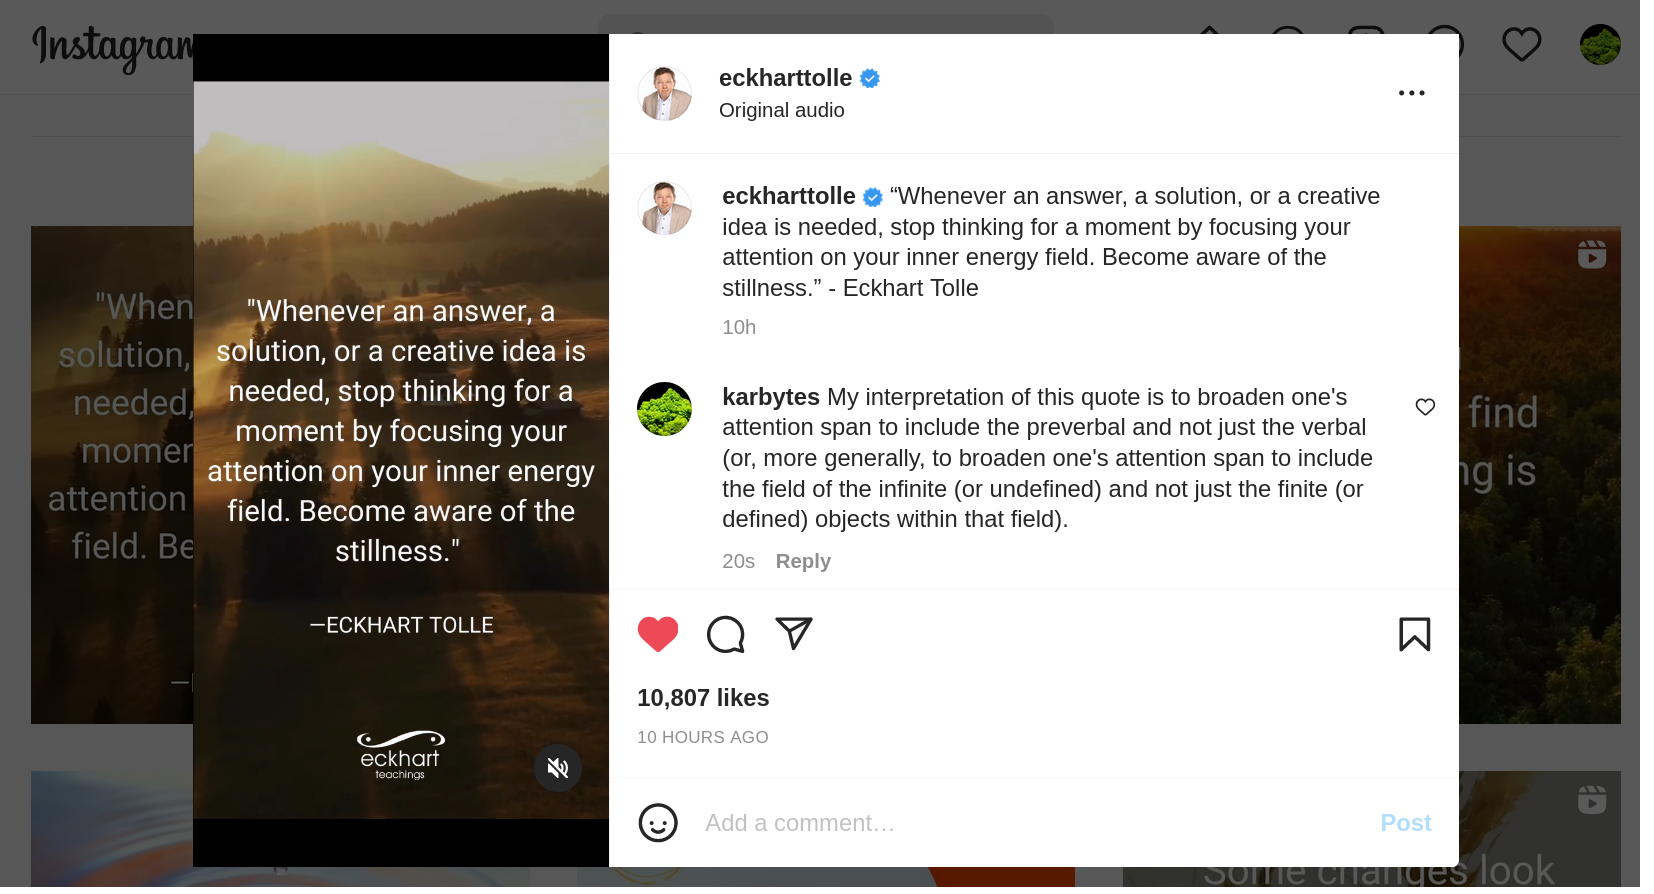 Instagram
eckharttolle
Original audio
eckharttolle “Whenever an answer, a solution, or a creative
idea is needed, stop thinking for a moment by focusing your
attention on your inner energy field. Become aware of the
stillness.” - Eckhart Tolle
10h
karbytes My interpretation of this quote is to broaden one's
attention span to include the preverbal and not just the verbal
(or, more generally, to broaden one's attention span to include
the field of the infinite (or undefined) and not just the finite (or
defined) objects within that field).
20s Reply
10,807 likes
10 HOURS AGO
Add a comment…
Post
"Whenever an answer, a
solution, or a creative idea is
needed, stop thinking for a
moment by focusing your
attention on your inner energy
field. Become aware of the
stillness."
—ECKHART TOLLE
eckhart
teachings
"When
solution,
needed,
momen
attention
field. Be
find
ng is
Some changes look